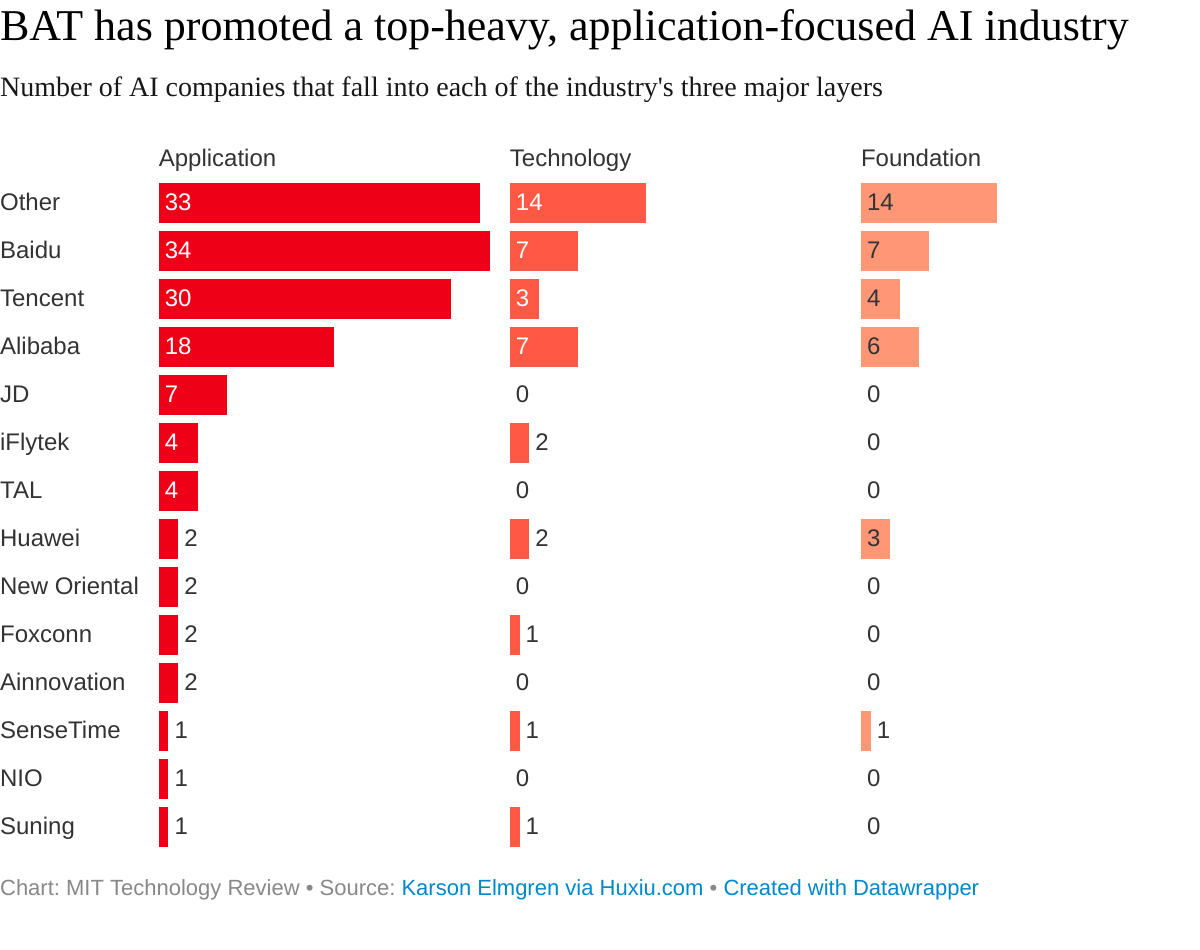 BAT has promoted a top-heavy, application-focused AI industry
Number of AI companies that fall into each of the industry's three major layers
Application Technology Foundation
Other 33 14 14
Baidu 34 7 7
Tencent 30 3 4
Alibaba 18 7 6
JD 7 0 0
iFlytek 4 2 0
TAL 4 0 0
Huawei 2 2 3
New Oriental 2 0 0
Foxconn 2 1 0
Ainnovation 2 0 0
SenseTime 1 1 1
NIO 1 0 0
Suning 1 1 0
Chart: MIT Technology Review • Source: Karson Elmgren via Huxiu.com • Created with Datawrapper